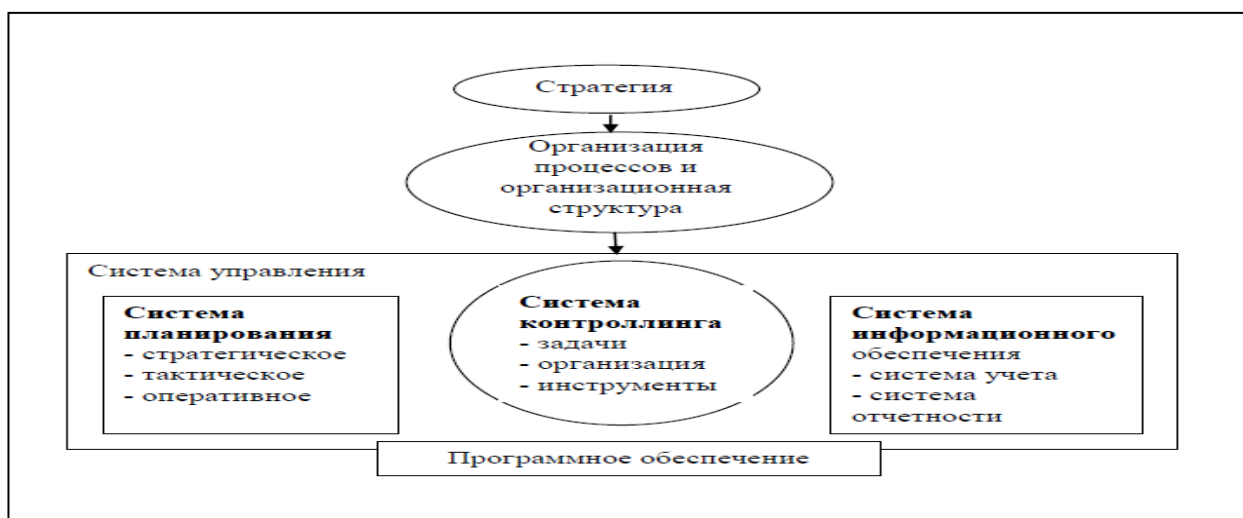 Стратегия
Организация
процессов и
организационная
структура
Система управления
Система
планирования
- стратегическое
- тактическое
- оперативное
Система
контроллинга
- задачи
- организация
- инструменты
Система
информационного
обеспечения
- система учета
- система
отчетности
Программное обеспечение